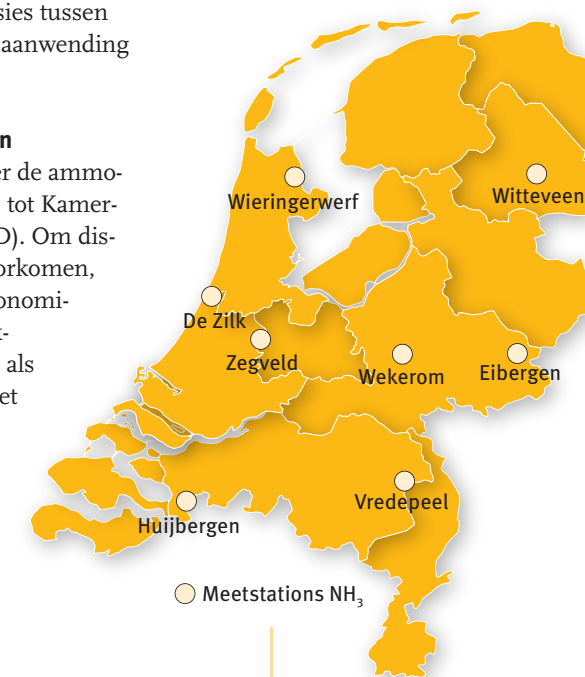 sies tussen
aanwending
n
er de ammo-
tot Kamer-
D). Om dis-
orkomen,
onomi-
k-
als
et
Wieringerwerf
Witteveen
De Zilk
Zegveld
Wekerom
Eibergen
Vredepeel
Huijbergen
Meetstations NH₃